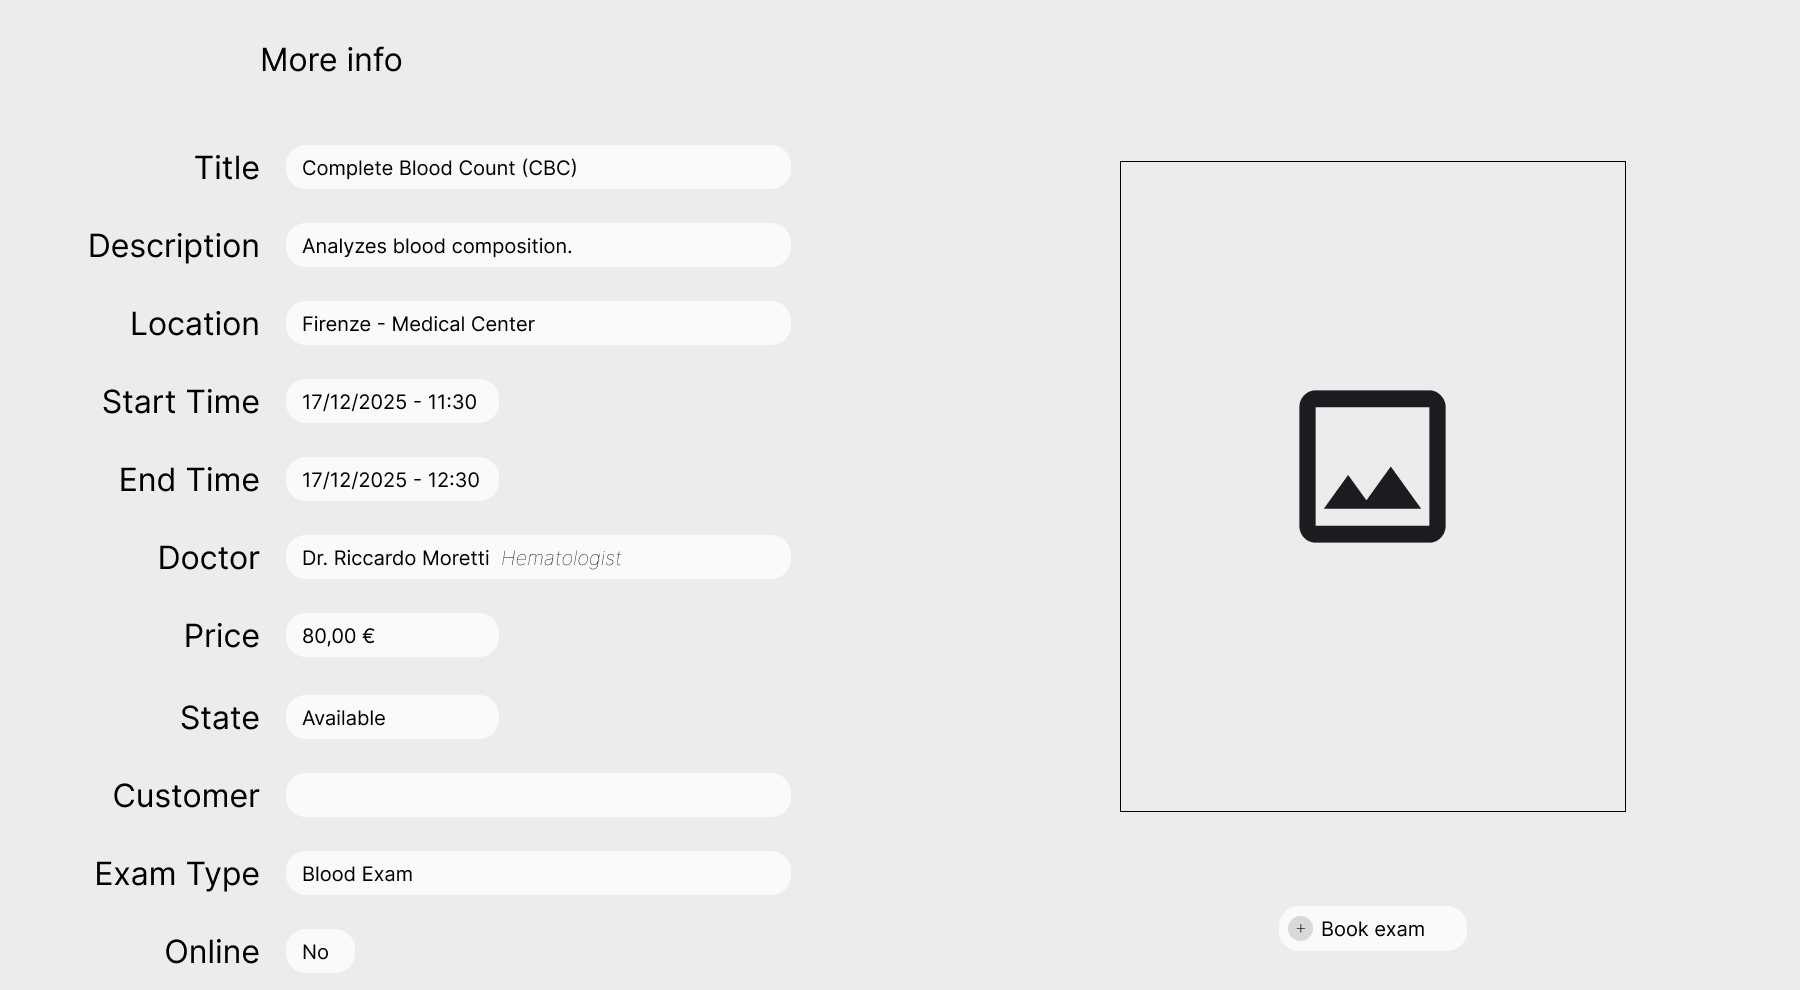 More info
Title Complete Blood Count (CBC)
Description Analyzes blood composition.
Location Firenze - Medical Center
Start Time 17/12/2025 - 11:30
End Time 17/12/2025 - 12:30
Doctor Dr. Riccardo Moretti Hematologist
Price 80,00 €
State Available
Customer
Exam Type Blood Exam
Online No
+ Book exam